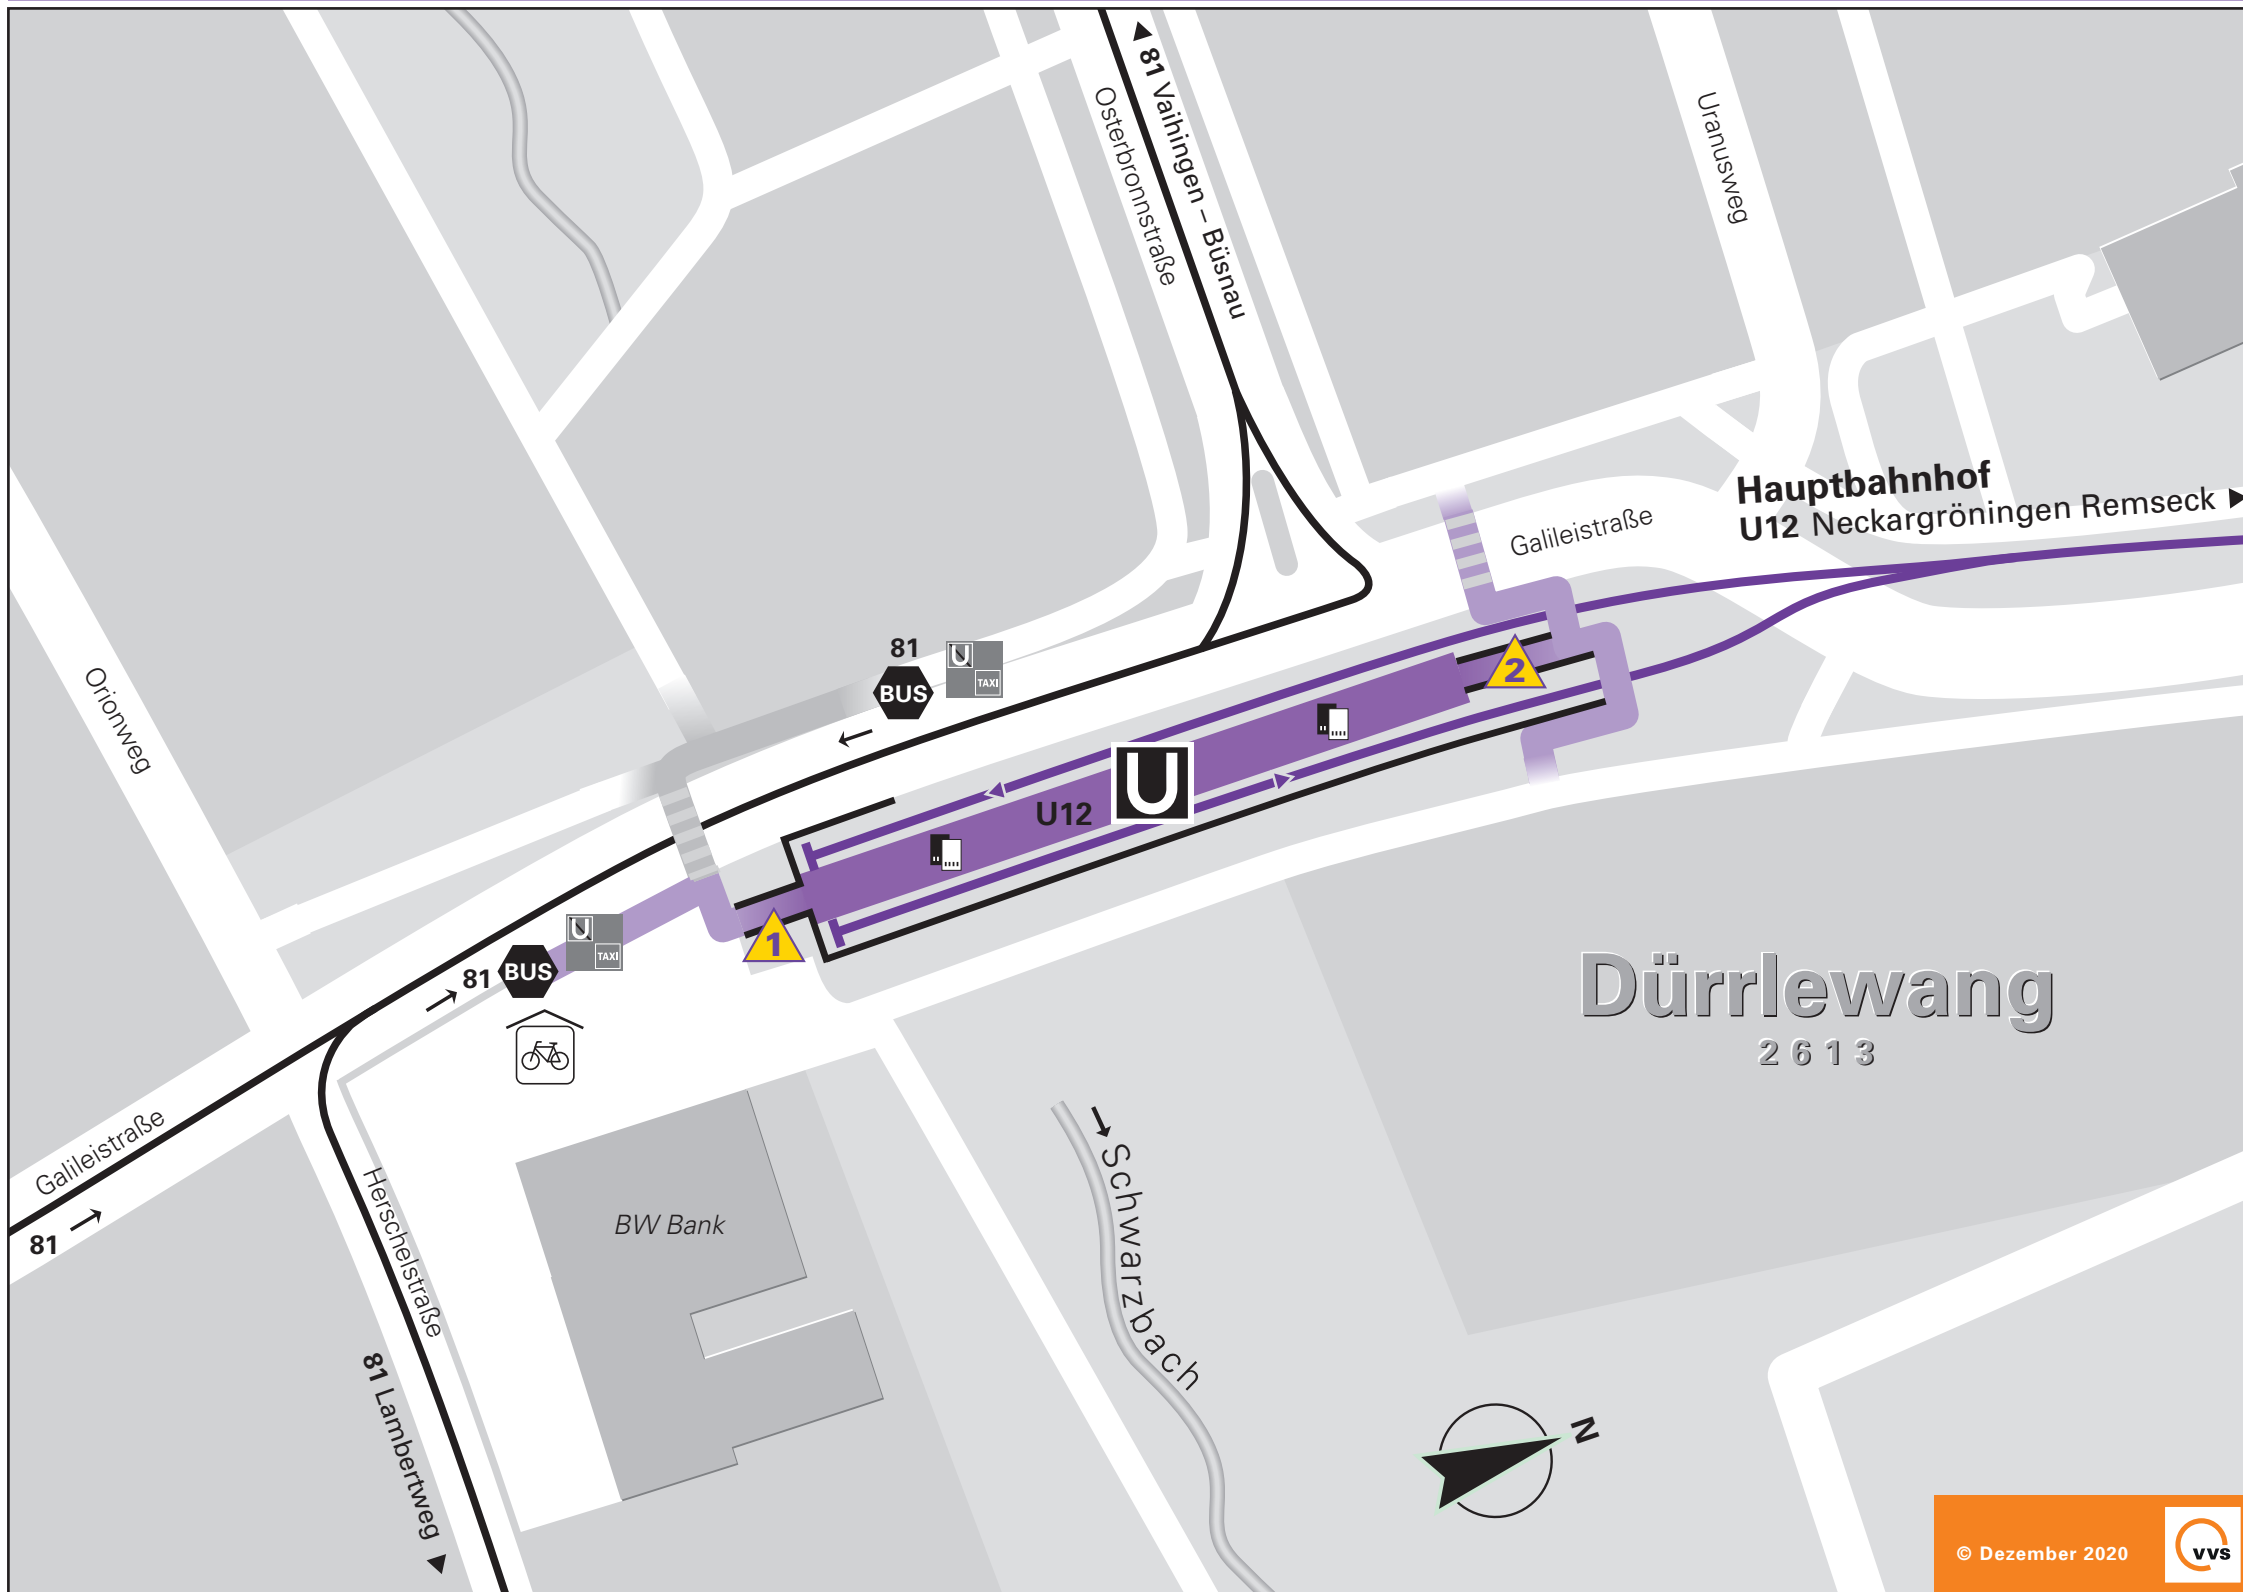 81 Vaihingen – Büsnau
Osterbronnstraße
Uranusweg
Hauptbahnhof
U12 Neckargröningen Remseck
Galileistraße
Orionweg
81
BUS
U
TAXI
2
U
U12
1
U
TAXI
81
BUS
Dürrlewang
2613
Galileistraße
81
Herschelstraße
81 Lambertweg
BW Bank
Schwarzbach
N
© Dezember 2020
VVS